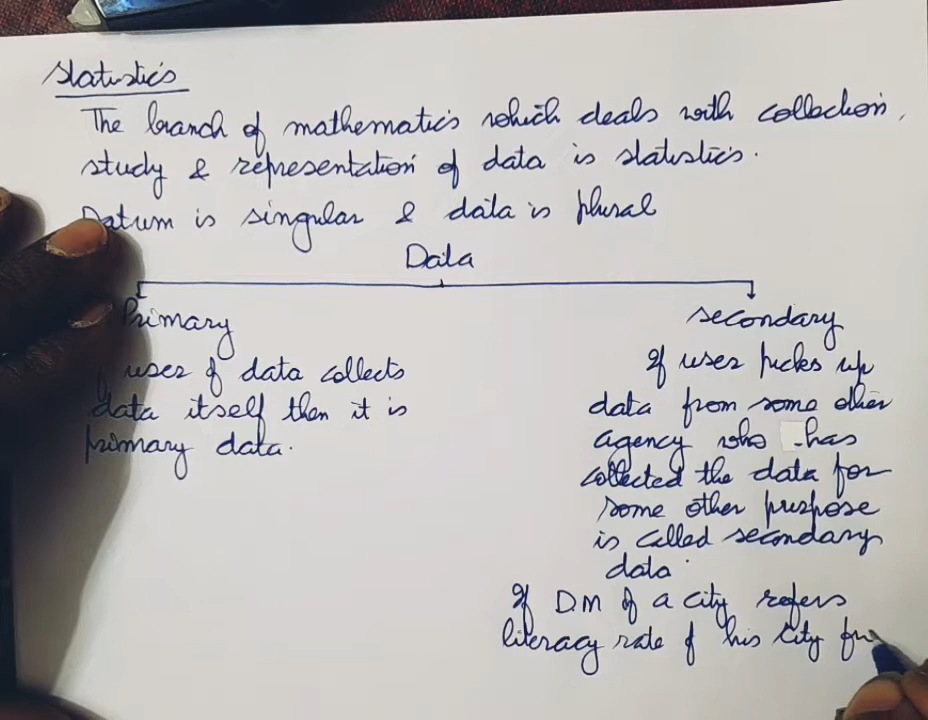 Statistics
The branch of mathematics which deals with collection,
study & representation of data is statistics.
Datum is singular & data is plural
Data
Primary
user of data collects
data itself then it is
primary data.
secondary
If user picks up
data from some other
agency who has
collected the data for
some other purpose
is called secondary
data.
If DM of a city refers
literacy rate of his city